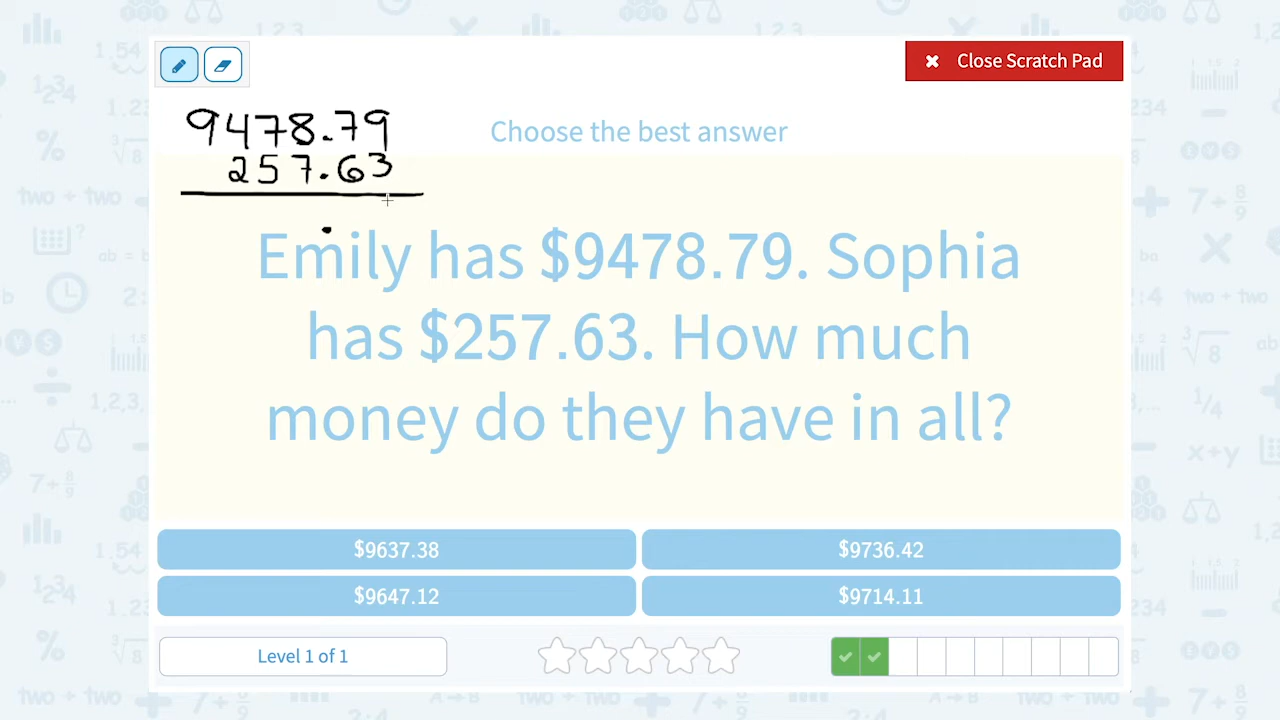 Close Scratch Pad
9478.79
257.63
Choose the best answer
Emily has $9478.79. Sophia
has $257.63. How much
money do they have in all?
$9637.38
$9736.42
$9647.12
$9714.11
Level 1 of 1